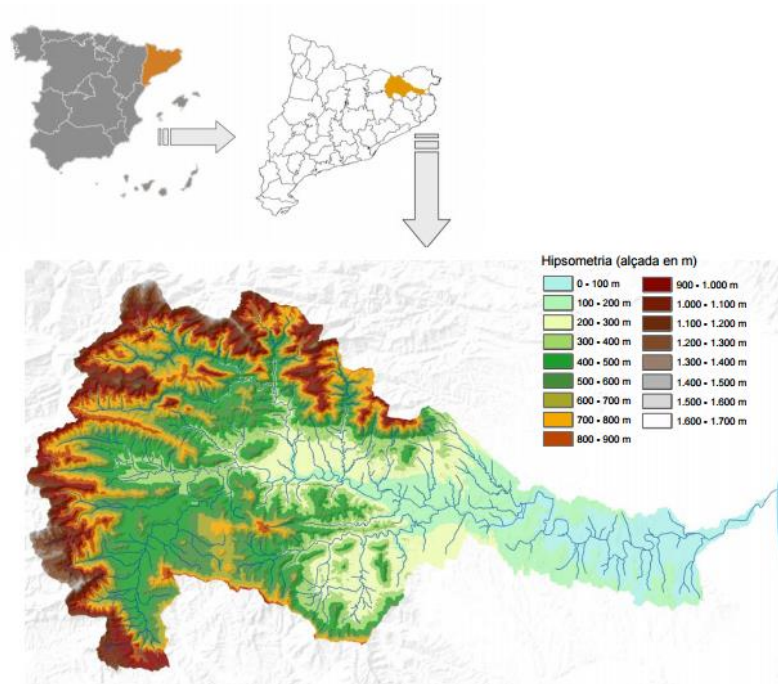 Hipsometria (alçada en m)
0 - 100 m
100 - 200 m
200 - 300 m
300 - 400 m
400 - 500 m
500 - 600 m
600 - 700 m
700 - 800 m
800 - 900 m
900 - 1.000 m
1.000 - 1.100 m
1.100 - 1.200 m
1.200 - 1.300 m
1.300 - 1.400 m
1.400 - 1.500 m
1.500 - 1.600 m
1.600 - 1.700 m